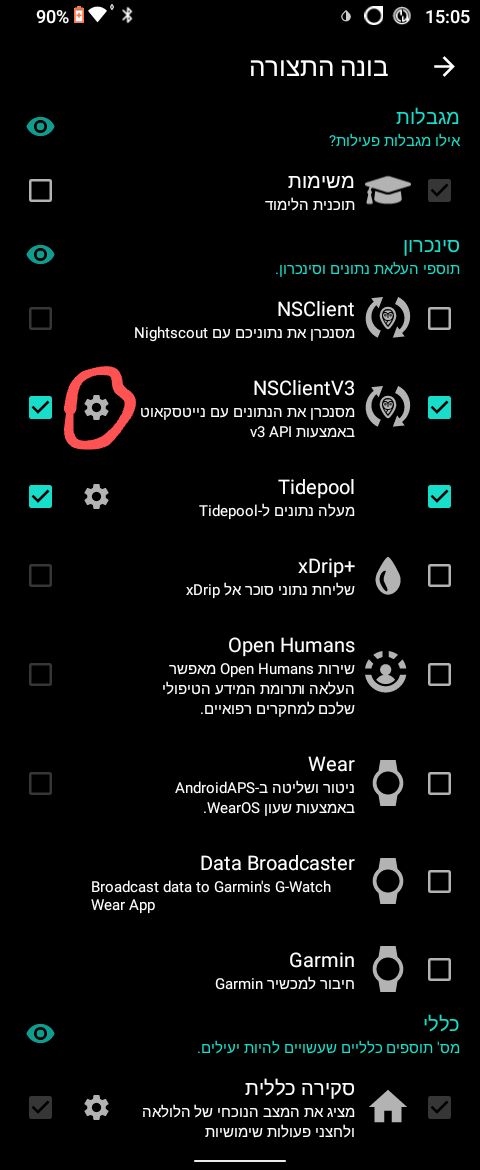 90%
15:05
בונה התצורה
מגבלות
אילו מגבלות פעילות?
משימות
תוכנית הלימוד
סינכרון
תוספי העלאת נתונים וסינכרון.
NSClient
מסנכרן את נתוניכם עם Nightscout
NSClientV3
מסנכרן את הנתונים עם נייטסקאוט
באמצעות v3 API
Tidepool
מעלה נתונים ל-Tidepool
xDrip+
שליחת נתוני סוכר אל xDrip
Open Humans
שירות Open Humans מאפשר
העלאה ותרומת המידע הטיפולי
שלכם למחקרים רפואיים.
Wear
ניטור ושליטה ב-AndroidAPS
באמצעות שעון WearOS.
Data Broadcaster
Broadcast data to Garmin's G-Watch
Wear App
Garmin
חיבור למכשיר Garmin
כללי
מס' תוספים כלליים שעשויים להיות יעילים.
סקירה כללית
מציג את המצב הנוכחי של הלולאה
ולחצני פעולות שימושיות